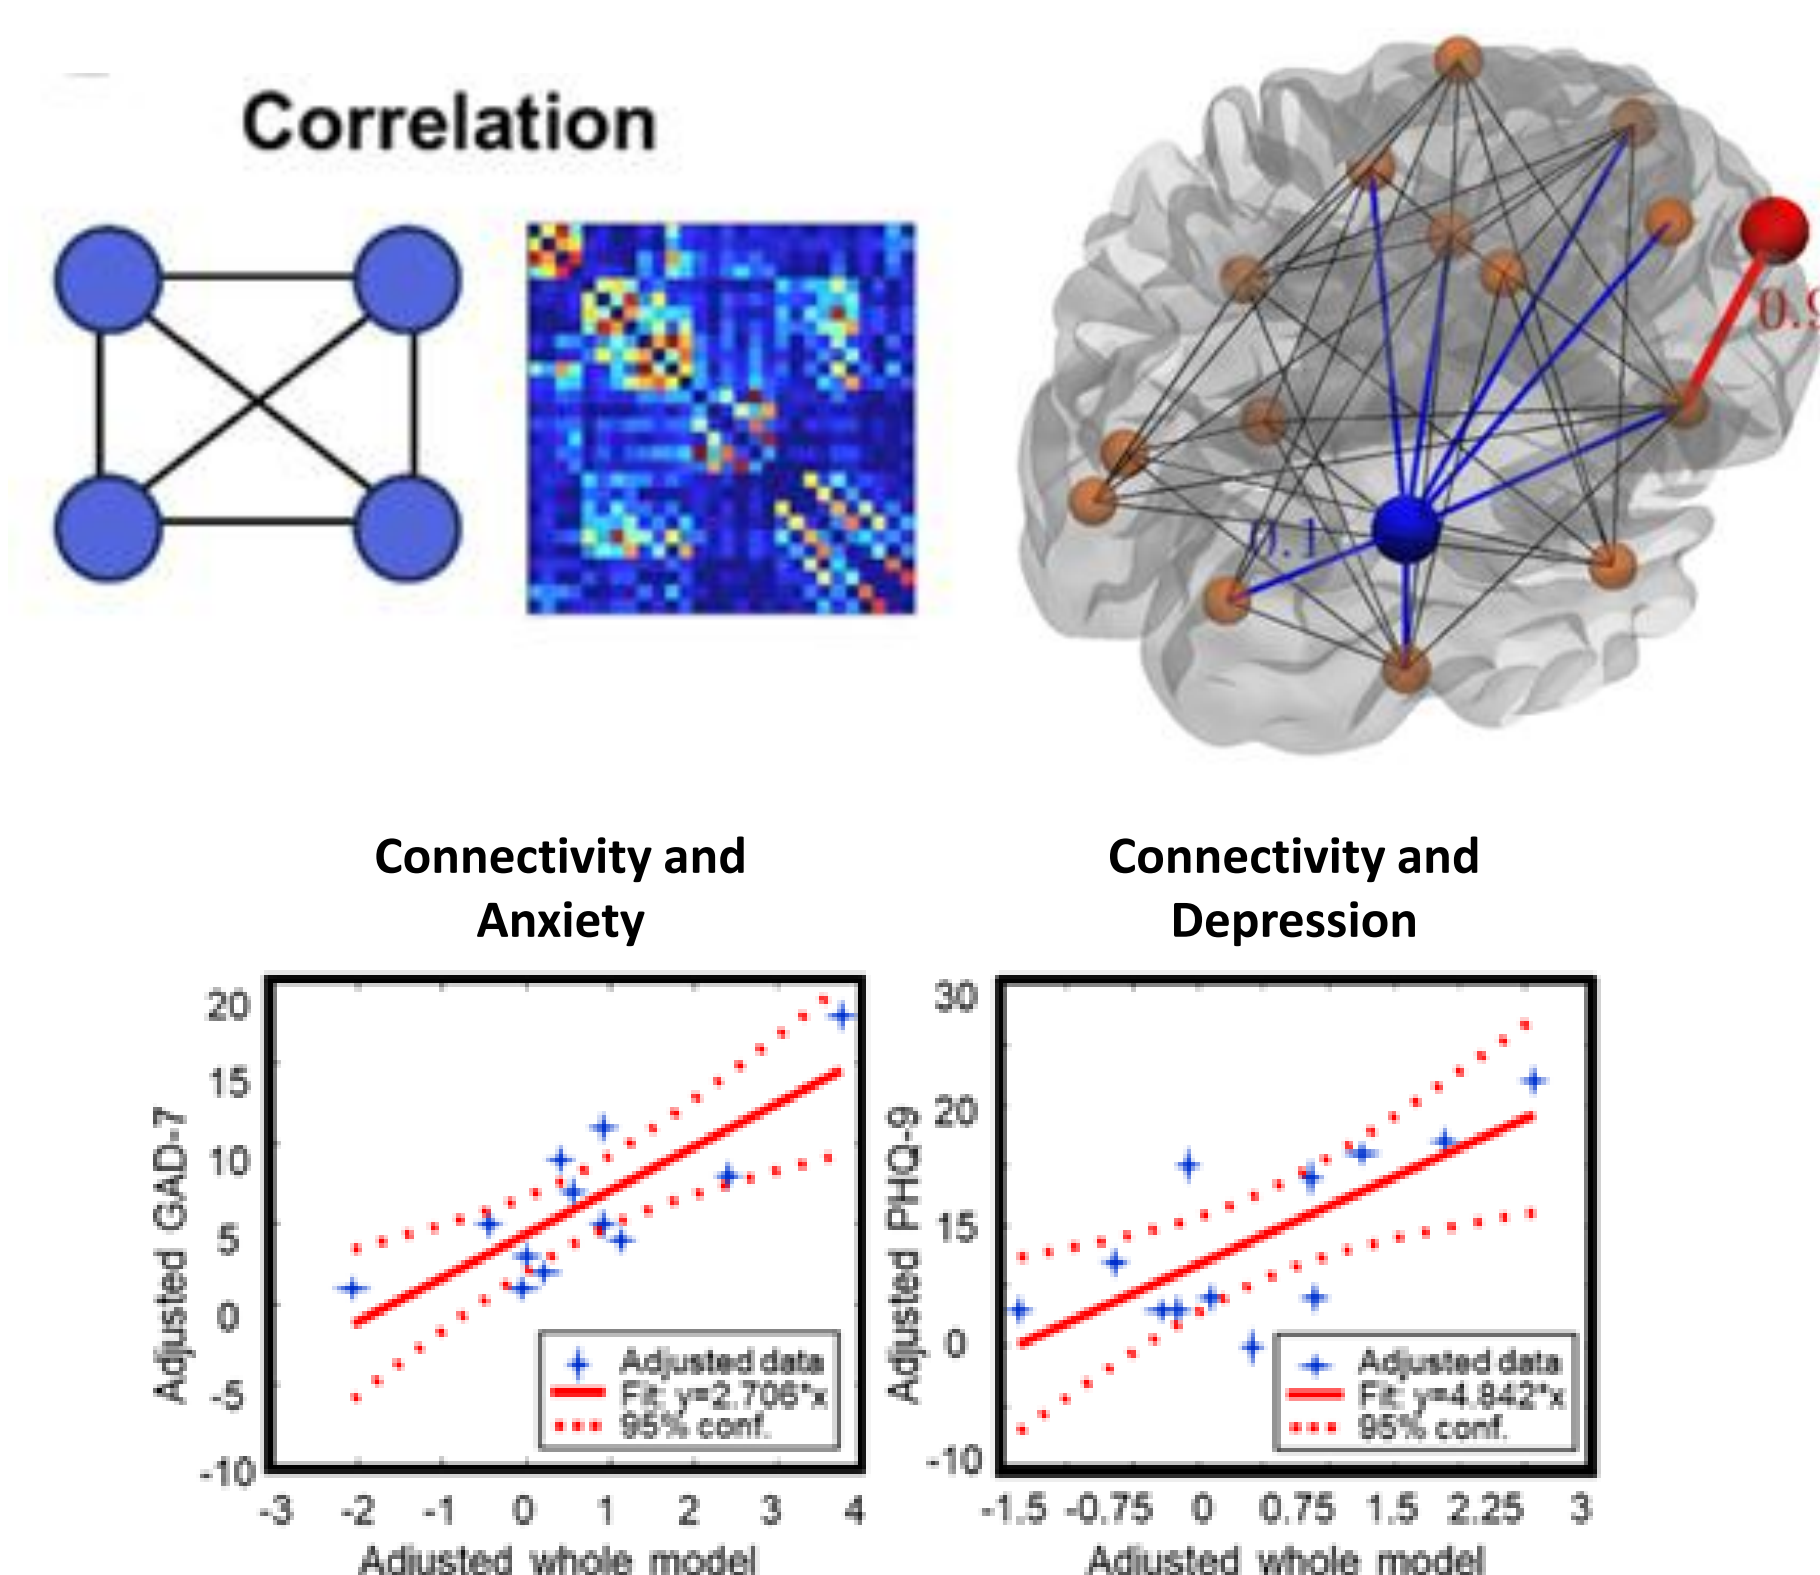 Correlation
0.9
0.1
Connectivity and
Anxiety
Adjusted GAD-7
20
15
10
5
0
-5
-10
-3 -2 -1 0 1 2 3 4
Adjusted whole model
Adjusted data
Fit: y=2.706*x
95% conf.
Connectivity and
Depression
Adjusted PHQ-9
30
20
15
0
-10
-1.5 -0.75 0 0.75 1.5 2.25 3
Adjusted whole model
Adjusted data
Fit: y=4.842*x
95% conf.